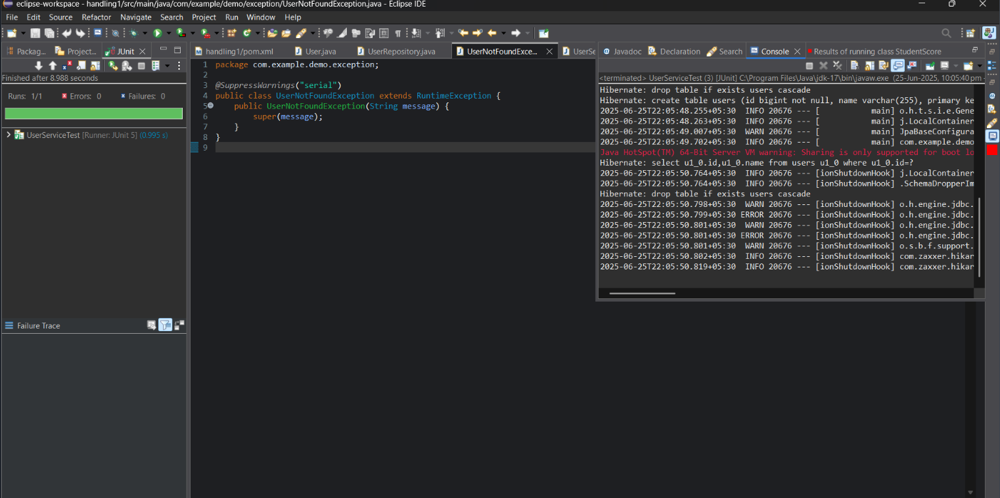 eclipse-workspace - handling1/src/main/java/com/example/demo/exception/UserNotFoundException.java - Eclipse IDE
File Edit Source Refactor Navigate Search Project Run Window Help
Packag... Project... JUnit
Finished after 8.988 seconds
Runs: 1/1 Errors: 0 Failures: 0
UserServiceTest [Runner: JUnit 5] (0.995 s)
Failure Trace
handling1/pom.xml User.java UserRepository.java UserNotFoundExce... UserSe
1 package com.example.demo.exception;
2
3 @SuppressWarnings("serial")
4 public class UserNotFoundException extends RuntimeException {
5 public UserNotFoundException(String message) {
6 super(message);
7 }
8 }
9
Javadoc Declaration Search Console Results of running class StudentScore
<terminated> UserServiceTest (3) [JUnit] C:\Program Files\Java\jdk-17\bin\javaw.exe (25-Jun-2025, 10:05:40 pm -
Hibernate: drop table if exists users cascade
Hibernate: create table users (id bigint not null, name varchar(255), primary ke
2025-06-25T22:05:48.255+05:30 INFO 20676 --- [ main] o.h.t.s.i.e.Gene
2025-06-25T22:05:48.263+05:30 INFO 20676 --- [ main] j.LocalContainer
2025-06-25T22:05:49.007+05:30 WARN 20676 --- [ main] JpaBaseConfigura
2025-06-25T22:05:49.702+05:30 INFO 20676 --- [ main] com.example.demo
Java HotSpot(TM) 64-Bit Server VM warning: Sharing is only supported for boot lo
Hibernate: select u1_0.id,u1_0.name from users u1_0 where u1_0.id=?
2025-06-25T22:05:50.764+05:30 INFO 20676 --- [ionShutdownHook] j.LocalContainer
2025-06-25T22:05:50.764+05:30 INFO 20676 --- [ionShutdownHook] .SchemaDropperIm
Hibernate: drop table if exists users cascade
2025-06-25T22:05:50.798+05:30 WARN 20676 --- [ionShutdownHook] o.h.engine.jdbc.
2025-06-25T22:05:50.799+05:30 ERROR 20676 --- [ionShutdownHook] o.h.engine.jdbc.
2025-06-25T22:05:50.801+05:30 WARN 20676 --- [ionShutdownHook] o.h.engine.jdbc.
2025-06-25T22:05:50.801+05:30 ERROR 20676 --- [ionShutdownHook] o.h.engine.jdbc.
2025-06-25T22:05:50.801+05:30 WARN 20676 --- [ionShutdownHook] o.s.b.f.support.
2025-06-25T22:05:50.802+05:30 INFO 20676 --- [ionShutdownHook] com.zaxxer.hikar
2025-06-25T22:05:50.819+05:30 INFO 20676 --- [ionShutdownHook] com.zaxxer.hikar